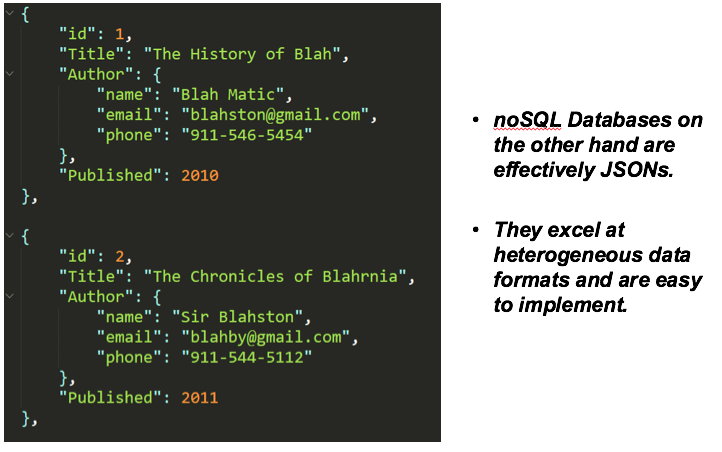 {
"id": 1,
"Title": "The History of Blah",
"Author": {
"name": "Blah Matic",
"email": "blahston@gmail.com",
"phone": "911-546-5454"
},
"Published": 2010
},
{
"id": 2,
"Title": "The Chronicles of Blahrnia",
"Author": {
"name": "Sir Blahston",
"email": "blahby@gmail.com",
"phone": "911-544-5112"
},
"Published": 2011
},
• noSQL Databases on
the other hand are
effectively JSONs.
• They excel at
heterogeneous data
formats and are easy
to implement.